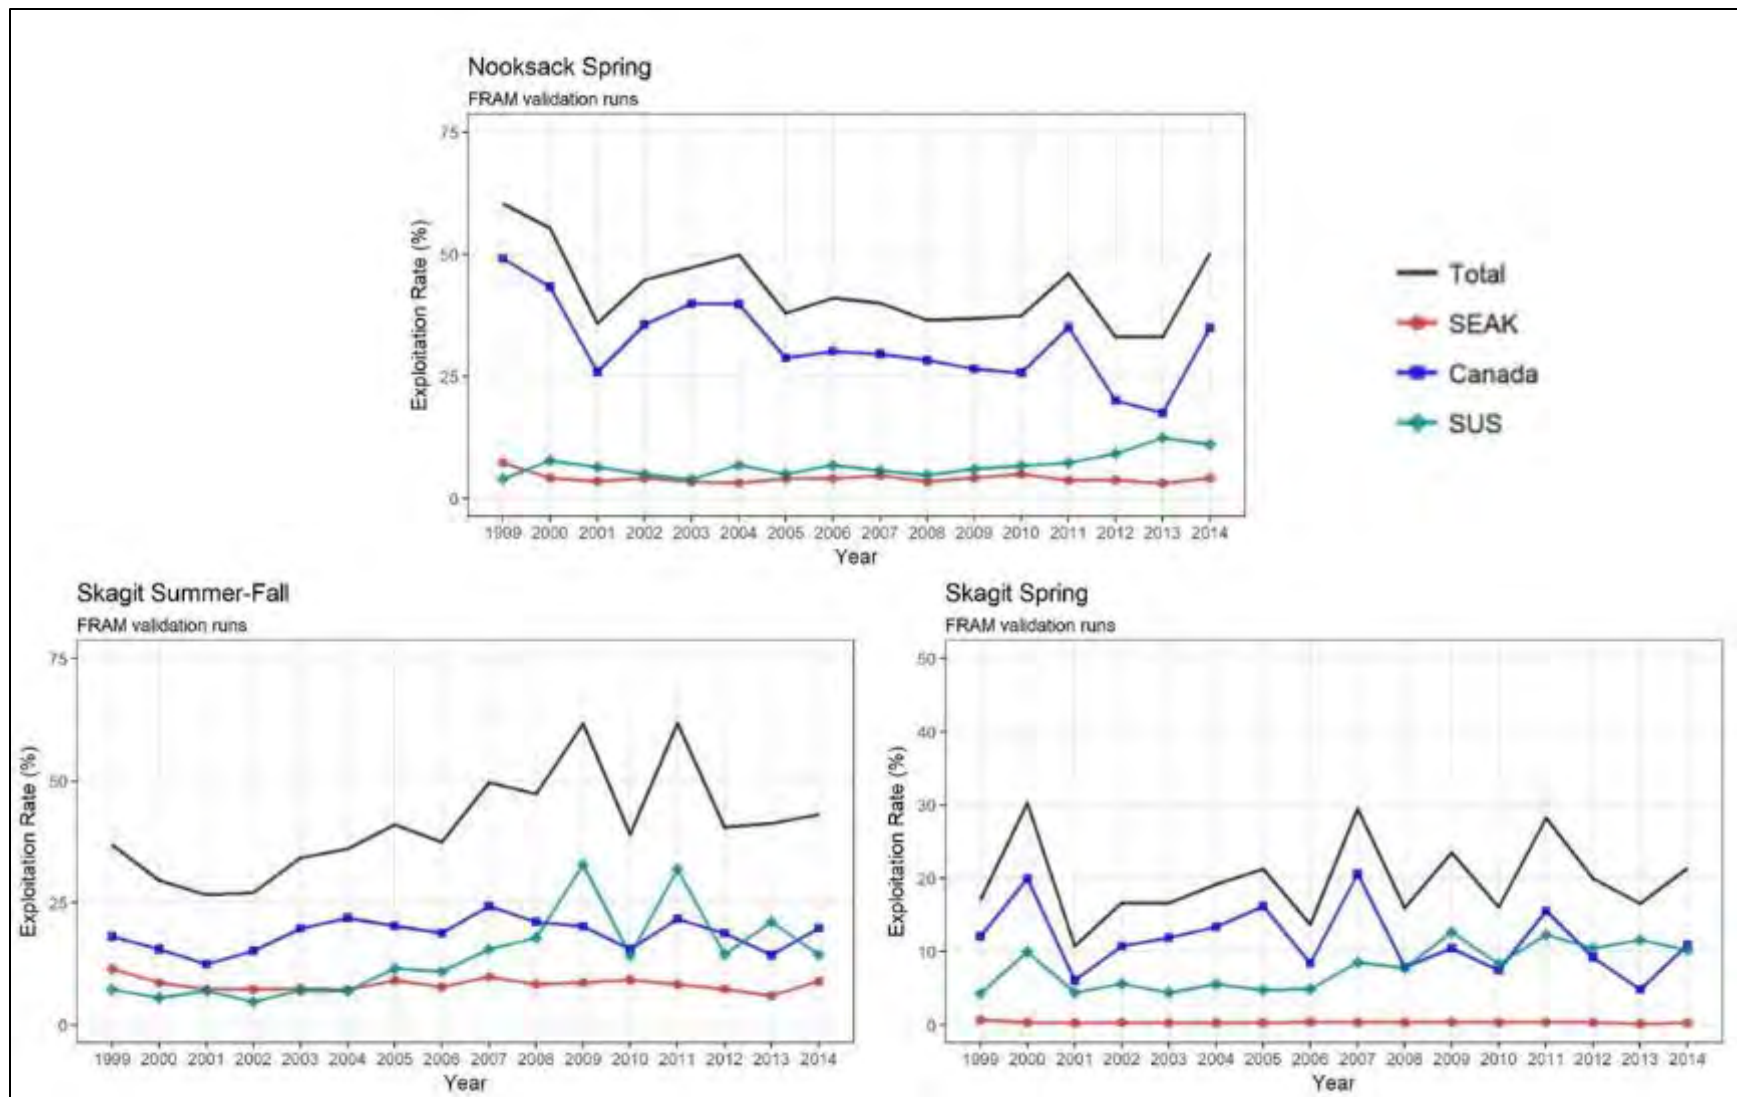 Nooksack Spring
FRAM validation runs
75
50
25
0
Exploitation Rate (%)
1999 2000 2001 2002 2003 2004 2005 2006 2007 2008 2009 2010 2011 2012 2013 2014
Year
Total
SEAK
Canada
SUS
Skagit Summer-Fall
FRAM validation runs
75
50
25
0
Exploitation Rate (%)
1999 2000 2001 2002 2003 2004 2005 2006 2007 2008 2009 2010 2011 2012 2013 2014
Year
Skagit Spring
FRAM validation runs
50
40
30
20
10
0
Exploitation Rate (%)
1999 2000 2001 2002 2003 2004 2005 2006 2007 2008 2009 2010 2011 2012 2013 2014
Year